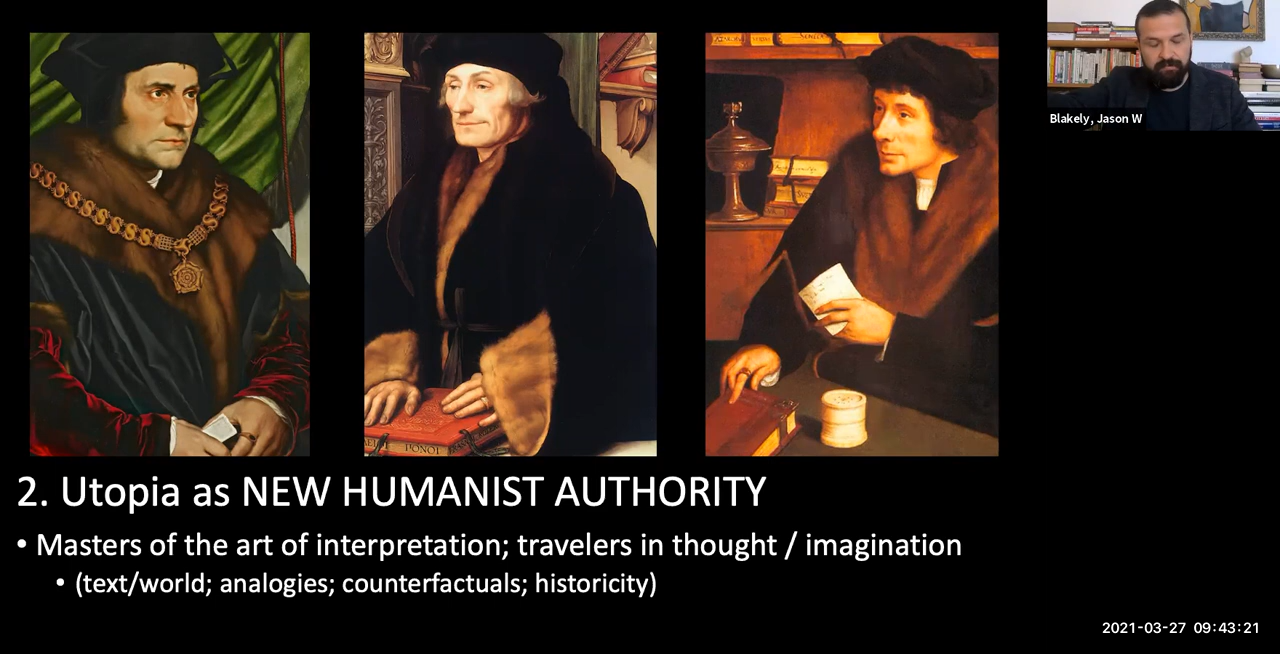 Blakely, Jason W
2. Utopia as NEW HUMANIST AUTHORITY
• Masters of the art of interpretation; travelers in thought / imagination
• (text/world; analogies; counterfactuals; historicity)
2021-03-27 09:43:21